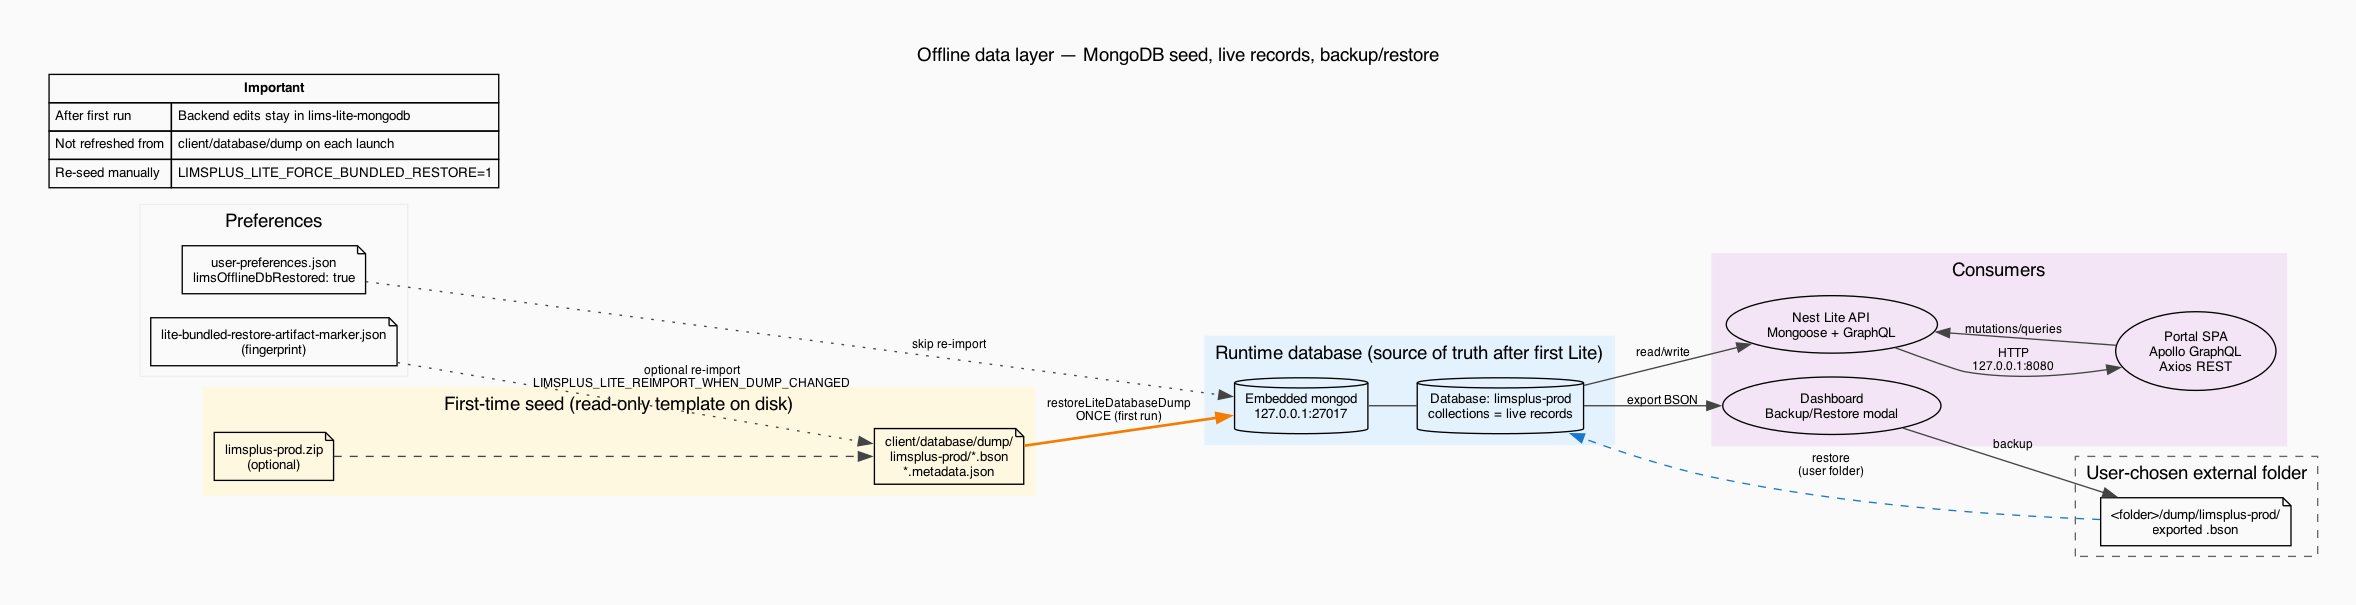 Offline data layer — MongoDB seed, live records, backup/restore
Important
After first run
Backend edits stay in lims-lite-mongodb
Not refreshed from
client/database/dump on each launch
Re-seed manually
LIMSPLUS_LITE_FORCE_BUNDLED_RESTORE=1
Preferences
user-preferences.json
limsOfflineDbRestored: true
lite-bundled-restore-artifact-marker.json
(fingerprint)
skip re-import
optional re-import
LIMSPLUS_LITE_REIMPORT_WHEN_DUMP_CHANGED
First-time seed (read-only template on disk)
limsplus-prod.zip
(optional)
client/database/dump/
limsplus-prod/*.bson
*.metadata.json
restoreLiteDatabaseDump
ONCE (first run)
Runtime database (source of truth after first Lite)
Embedded mongod
127.0.0.1:27017
Database: limsplus-prod
collections = live records
read/write
export BSON
restore
(user folder)
Consumers
Nest Lite API
Mongoose + GraphQL
mutations/queries
HTTP
127.0.0.1:8080
Portal SPA
Apollo GraphQL
Axios REST
Dashboard
Backup/Restore modal
backup
User-chosen external folder
<folder>/dump/limsplus-prod/
exported .bson